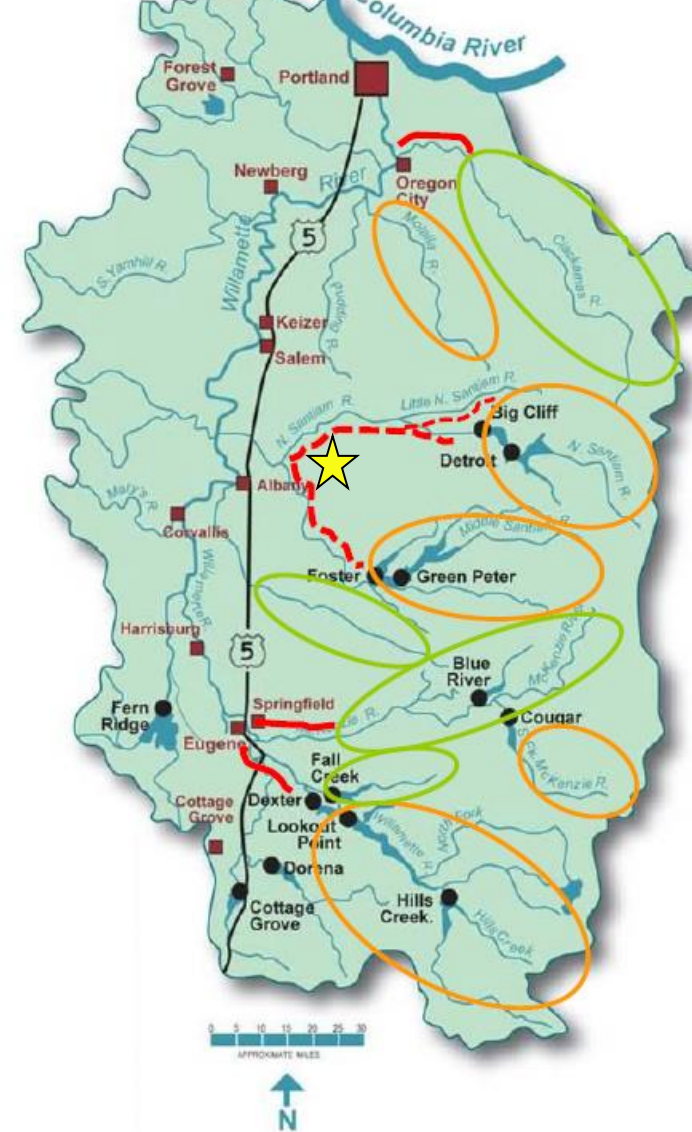 Columbia River
Forest
Grove
Portland
Newberg
River
Oregon
City
Willamette
5
Molalla
R.
Clackamas R.
S. Yamhill R.
Pudding R.
Keizer
Salem
Little N. Santiam R.
N. Santiam R.
Big Cliff
Detroit
N. Santiam
R.
Albany
Mary's R.
Corvallis
Middle Santiam R.
Foster
Green Peter
Willamette R.
Harrisburg
5
McKenzie River
Blue
River
Fern
Ridge
Springfield
Cougar
Eugene
S. Fk. McKenzie R.
Fall
Creek
Cottage
Grove
Dexter
Lookout
Point
Willamette R.
North Fork
Dorena
Cottage
Grove
Hills
Creek.
Hills Creek
0 5 10 15 20 25 30
APPROXIMATE MILES
N